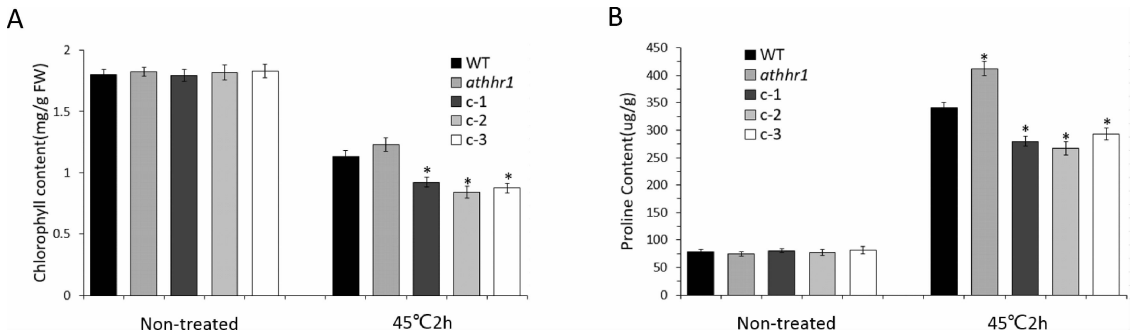 A
Chlorophyll content(mg/g FW)
2
1.5
1
0.5
0
WT
athhr1
c-1
c-2
c-3
* * *
Non-treated 45℃2h
B
Proline Content(ug/g)
450
400
350
300
250
200
150
100
50
0
WT
athhr1
c-1
c-2
c-3
*
* * *
Non-treated 45℃2h